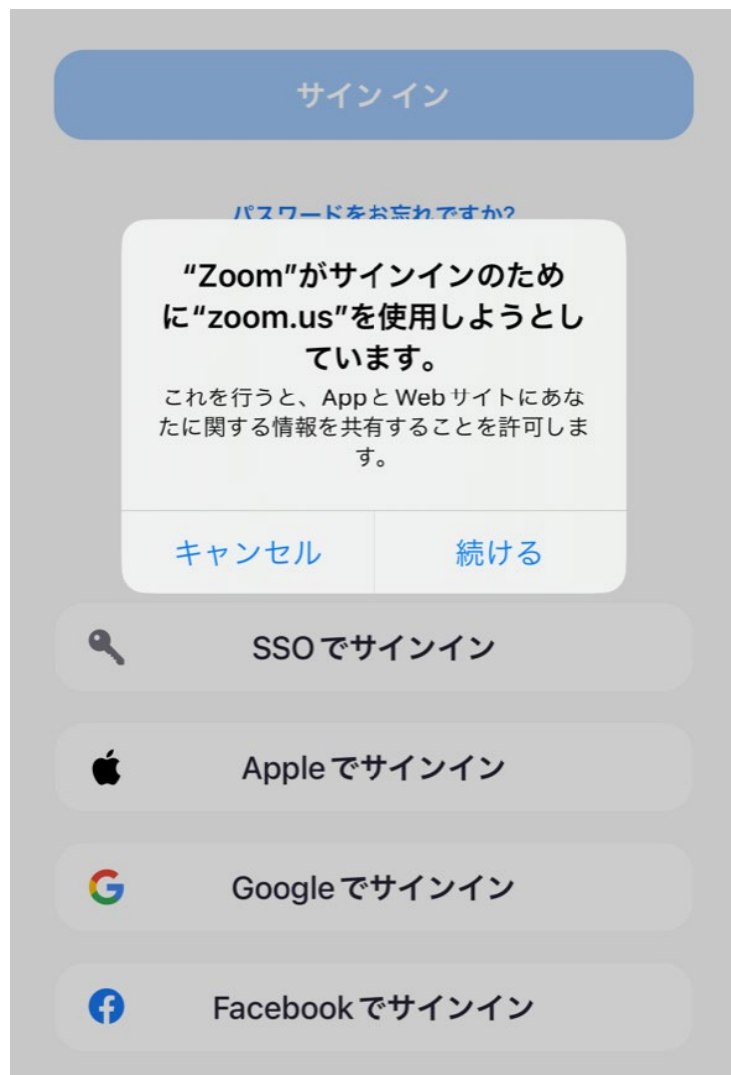 サイン イン
パスワードをお忘れですか?
“Zoom”がサインインのため
に“zoom.us”を使用しようとし
ています。
これを行うと、AppとWebサイトにあな
たに関する情報を共有することを許可しま
す。
キャンセル
続ける
SSOでサインイン
Appleでサインイン
Googleでサインイン
Facebookでサインイン